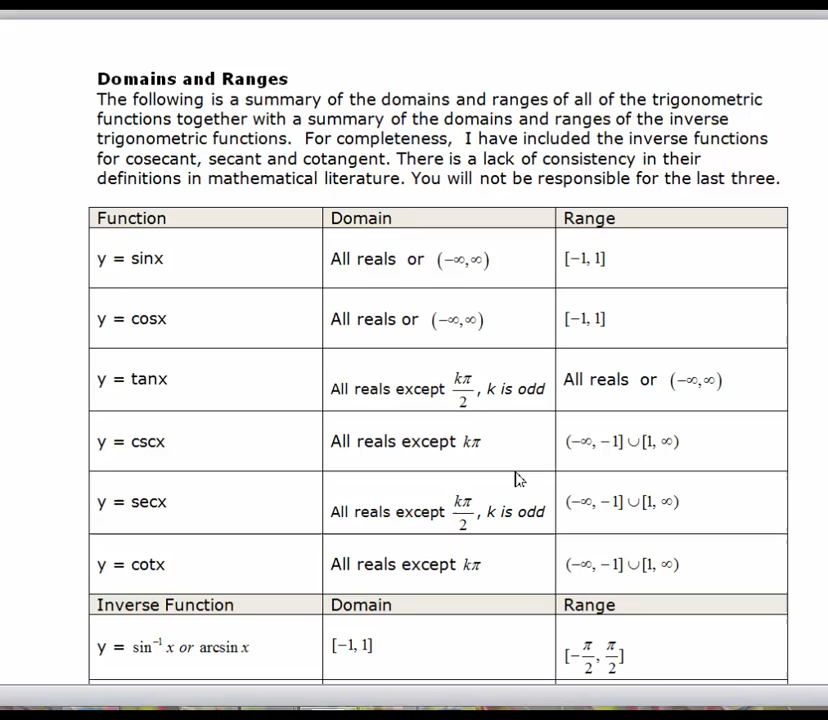 Domains and Ranges
The following is a summary of the domains and ranges of all of the trigonometric
functions together with a summary of the domains and ranges of the inverse
trigonometric functions.  For completeness,  I have included the inverse functions
for cosecant, secant and cotangent. There is a lack of consistency in their
definitions in mathematical literature. You will not be responsible for the last three.
Function Domain Range
y = sinx All reals or (−∞,∞) [−1, 1]
y = cosx All reals or (−∞,∞) [−1, 1]
y = tanx All reals except kπ/2, k is odd All reals or (−∞,∞)
y = cscx All reals except kπ (−∞, −1]∪[1, ∞)
y = secx All reals except kπ/2, k is odd (−∞, −1]∪[1, ∞)
y = cotx All reals except kπ (−∞, −1]∪[1, ∞)
Inverse Function Domain Range
y = sin⁻¹ x or arcsin x [−1, 1] [−π/2, π/2]